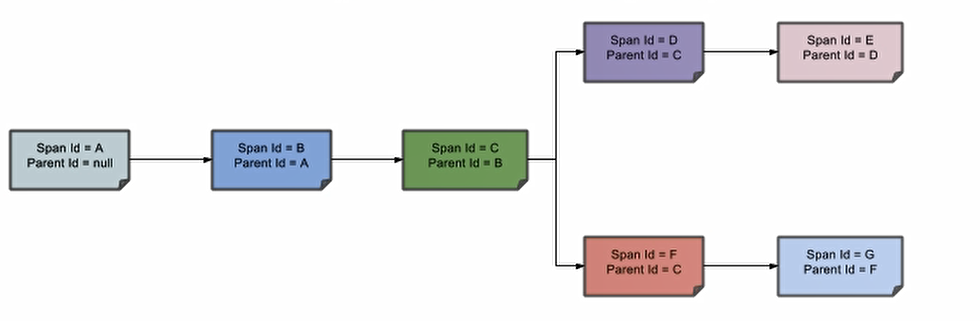 Span Id = D
Parent Id = C
Span Id = E
Parent Id = D
Span Id = A
Parent Id = null
Span Id = B
Parent Id = A
Span Id = C
Parent Id = B
Span Id = F
Parent Id = C
Span Id = G
Parent Id = F